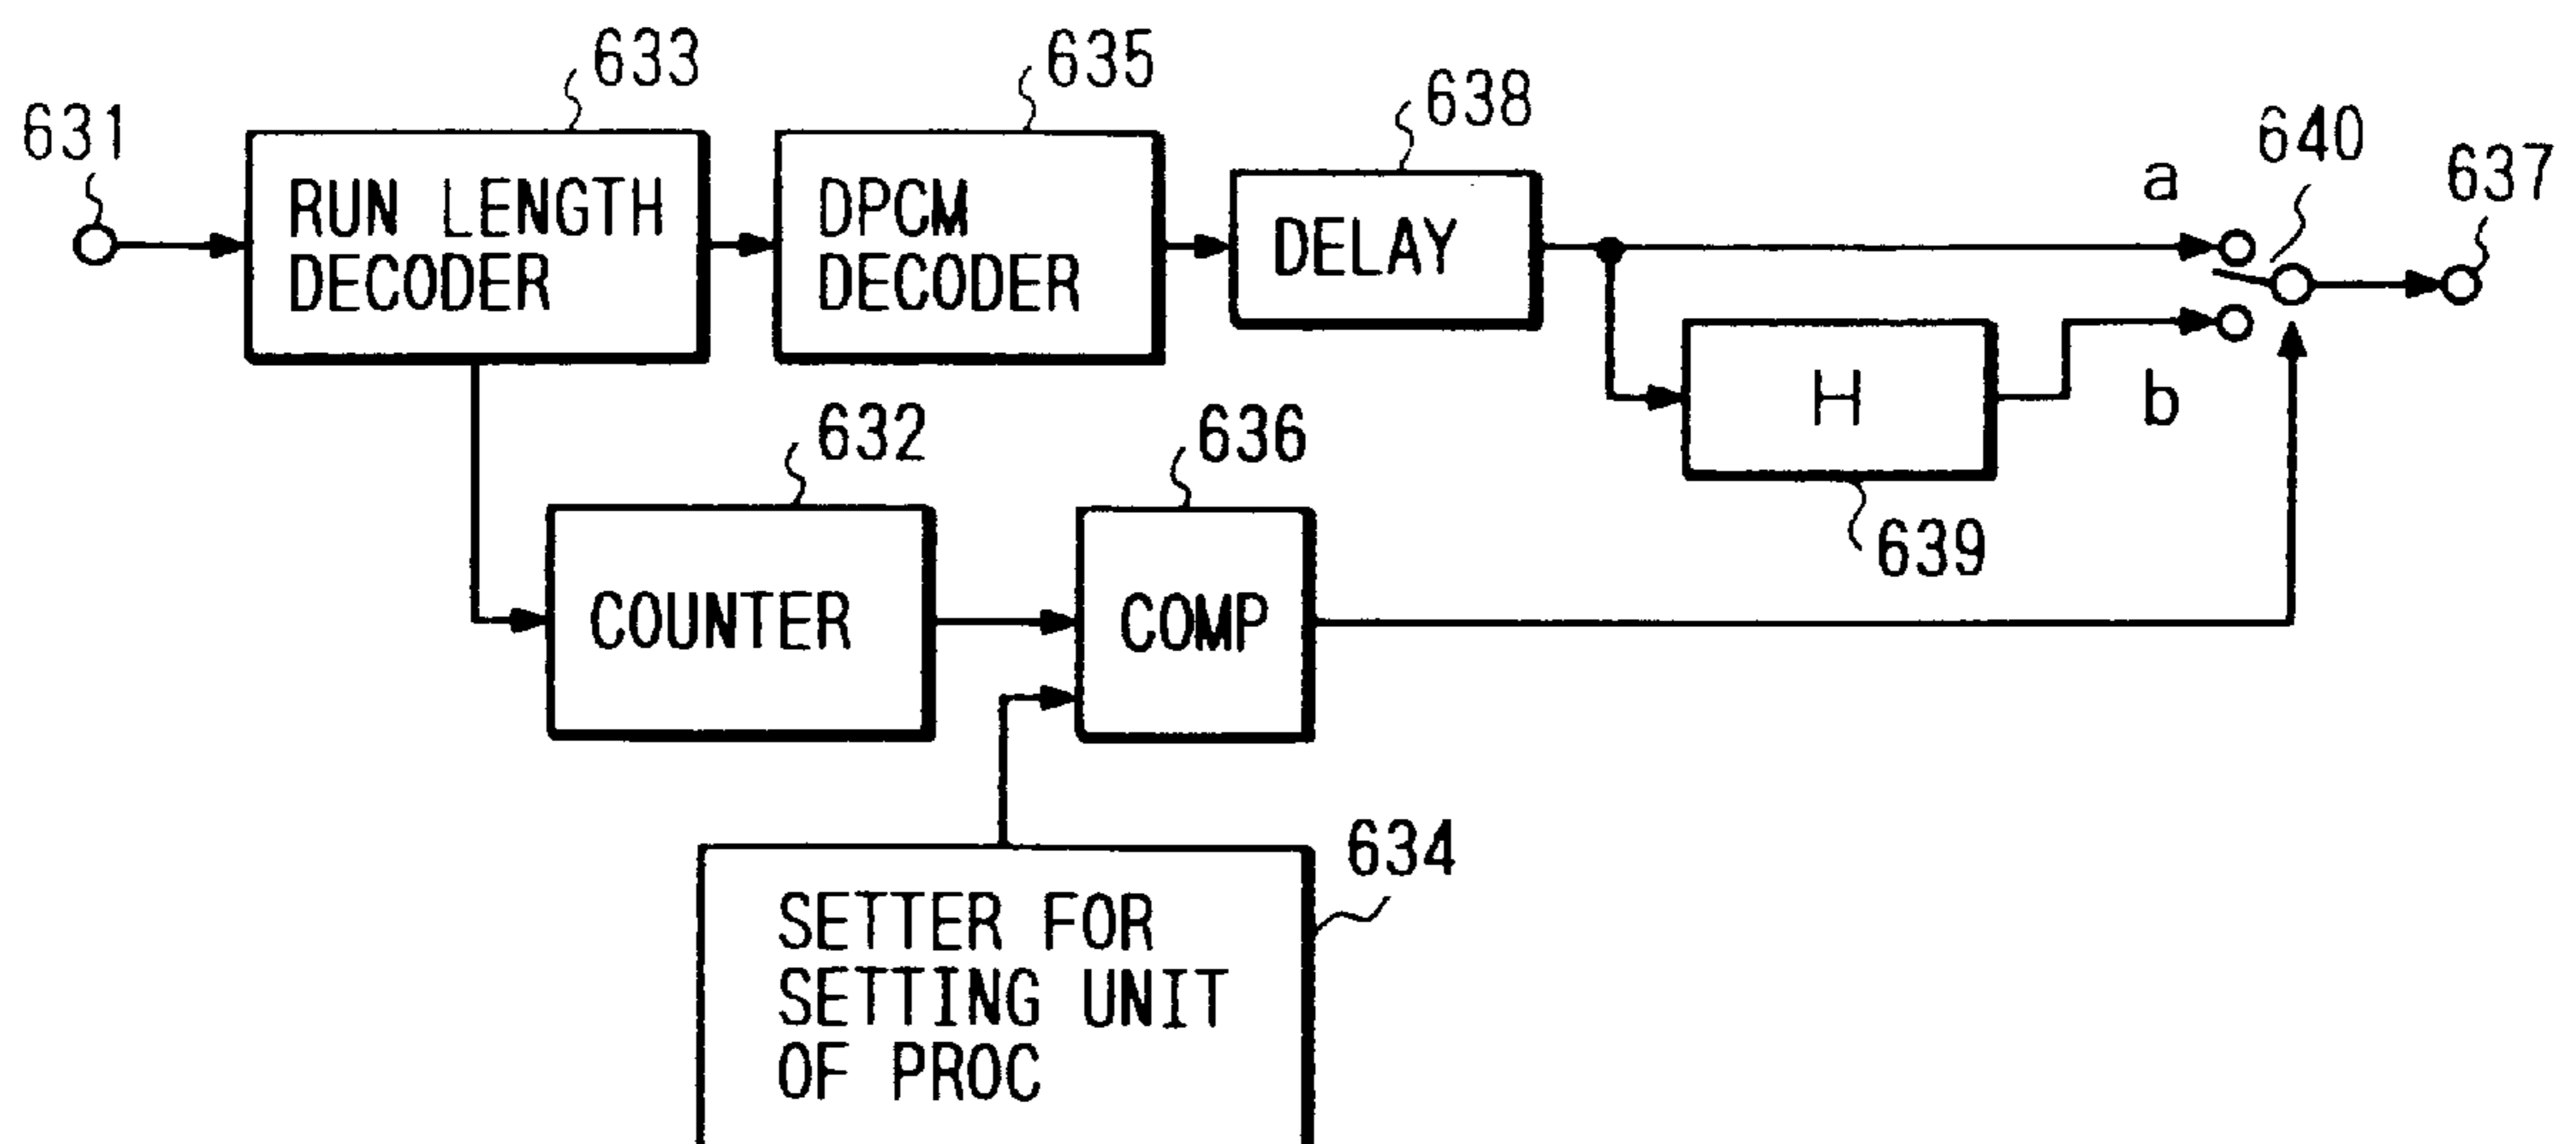 631
633
RUN LENGTH
DECODER
635
DPCM
DECODER
638
DELAY
a
640
637
H
b
639
632
COUNTER
636
COMP
634
SETTER FOR
SETTING UNIT
OF PROC